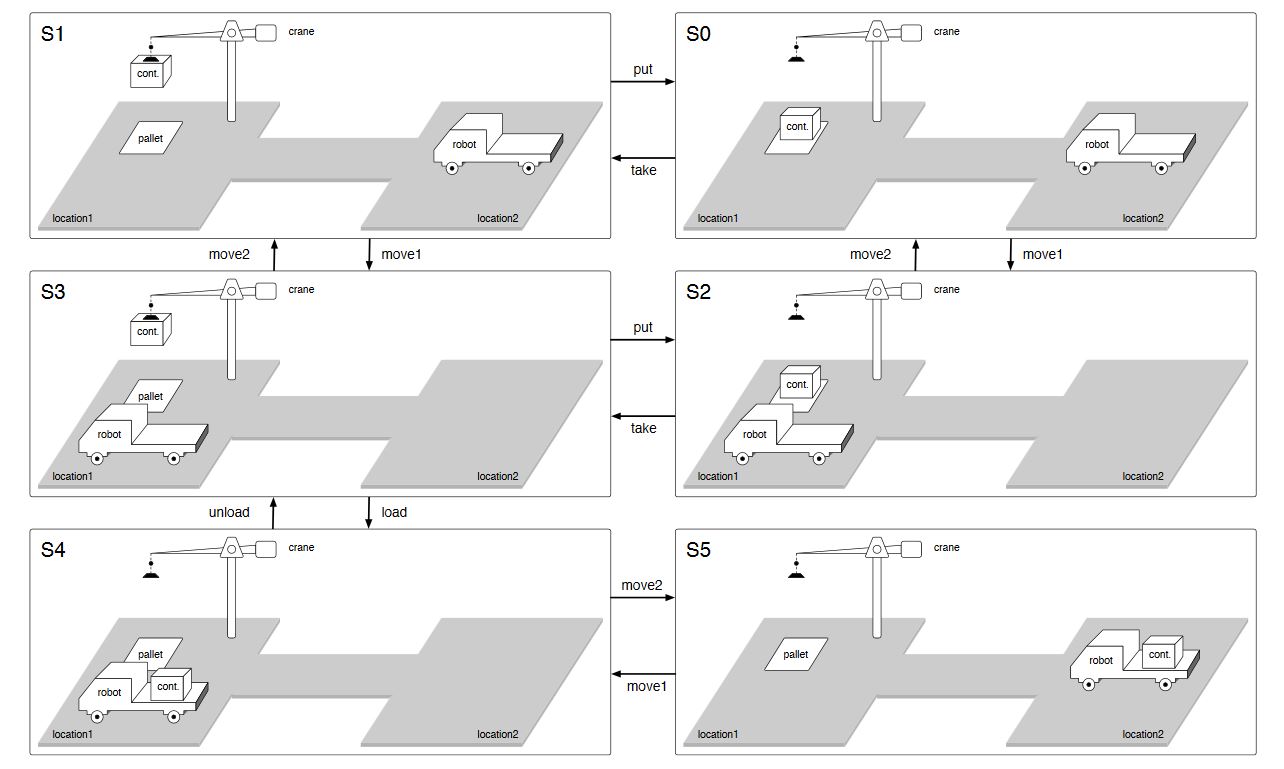 S1
crane
cont.
pallet
robot
location1
location2
put
take
S0
crane
cont.
robot
location1
location2
move2
move1
move2
move1
S3
crane
cont.
pallet
robot
location1
location2
put
take
S2
crane
cont.
robot
location1
location2
unload
load
S4
crane
pallet
robot
cont.
location1
location2
move2
move1
S5
crane
pallet
robot
cont.
location1
location2